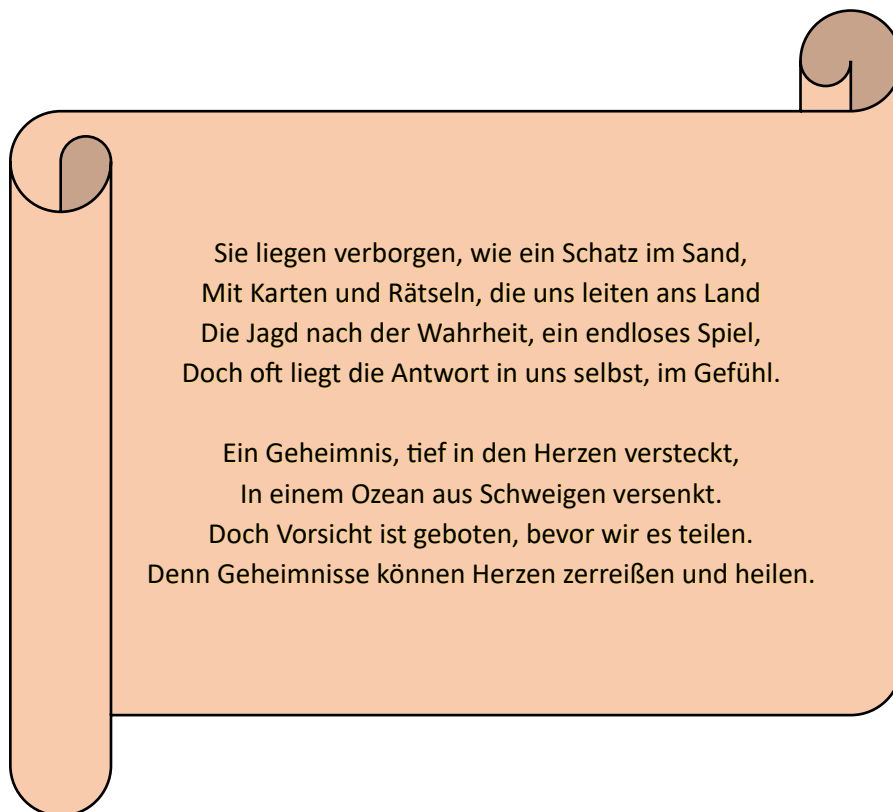 Sie liegen verborgen, wie ein Schatz im Sand,
Mit Karten und Rätseln, die uns leiten ans Land
Die Jagd nach der Wahrheit, ein endloses Spiel,
Doch oft liegt die Antwort in uns selbst, im Gefühl.
Ein Geheimnis, tief in den Herzen versteckt,
In einem Ozean aus Schweigen versenkt.
Doch Vorsicht ist geboten, bevor wir es teilen.
Denn Geheimnisse können Herzen zerreißen und heilen.